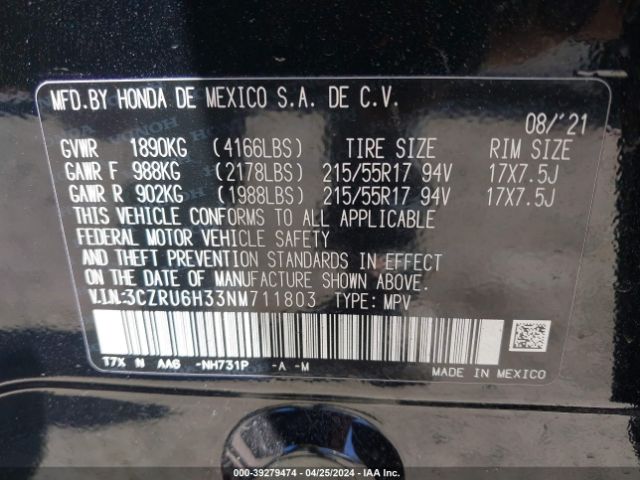 MFD.BY HONDA DE MEXICO S.A. DE C.V.
08/'21
GVWR 1890KG (4166LBS) TIRE SIZE RIM SIZE
GAWR F 988KG (2178LBS) 215/55R17 94V 17X7.5J
GAWR R 902KG (1988LBS) 215/55R17 94V 17X7.5J
THIS VEHICLE CONFORMS TO ALL APPLICABLE
FEDERAL MOTOR VEHICLE SAFETY
AND THEFT PREVENTION STANDARDS IN EFFECT
ON THE DATE OF MANUFACTURE SHOWN ABOVE.
V.I.N.:3CZRU6H33NM711803 TYPE: MPV
T7X N AA6 -NH731P -A -M
MADE IN MEXICO
000-39279474 - 04/25/2024 - IAA Inc.